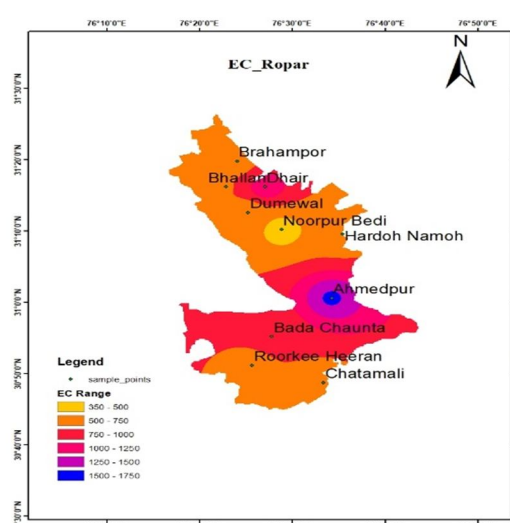 76°10'0"E 76°20'0"E 76°30'0"E 76°40'0"E 76°50'0"E
N
EC_Ropar
31°30'0"N
31°20'0"N
31°10'0"N
31°0'0"N
30°50'0"N
30°40'0"N
Brahampor
BhallanDhair
Dumewal
Noorpur Bedi
Hardoh Namoh
Ahmedpur
Bada Chaunta
Roorkee Heeran
Chatamali
Legend
sample_points
EC Range
350 - 500
500 - 750
750 - 1000
1000 - 1250
1250 - 1500
1500 - 1750